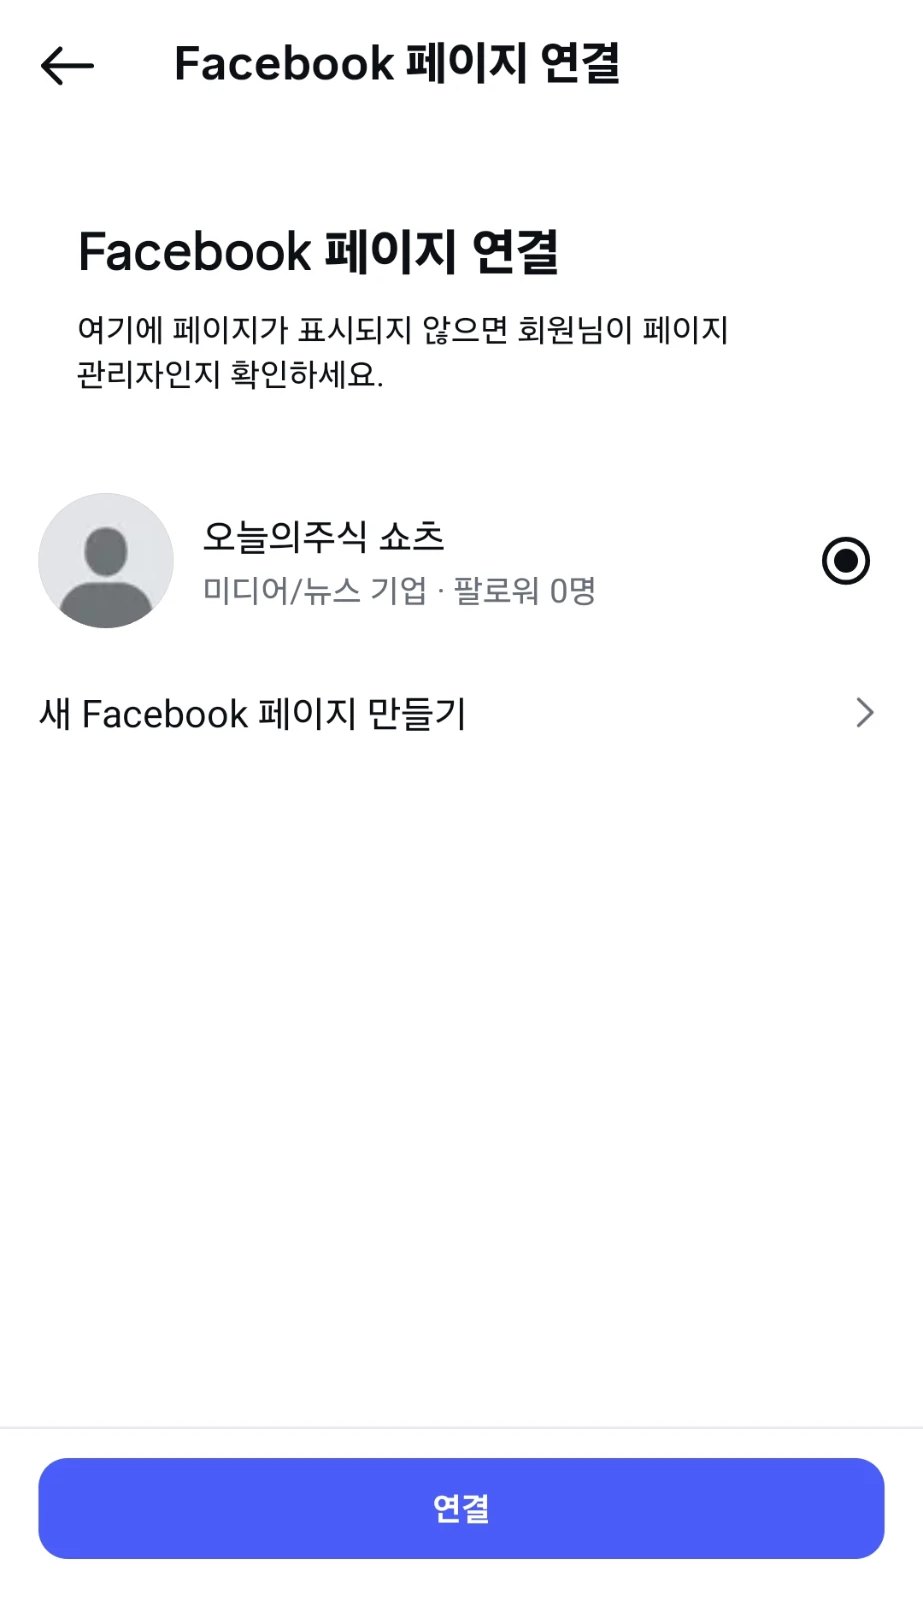 Facebook 페이지 연결
Facebook 페이지 연결
여기에 페이지가 표시되지 않으면 회원님이 페이지
관리자인지 확인하세요.
오늘의주식 쇼츠
미디어/뉴스 기업 · 팔로워 0명
새 Facebook 페이지 만들기
연결